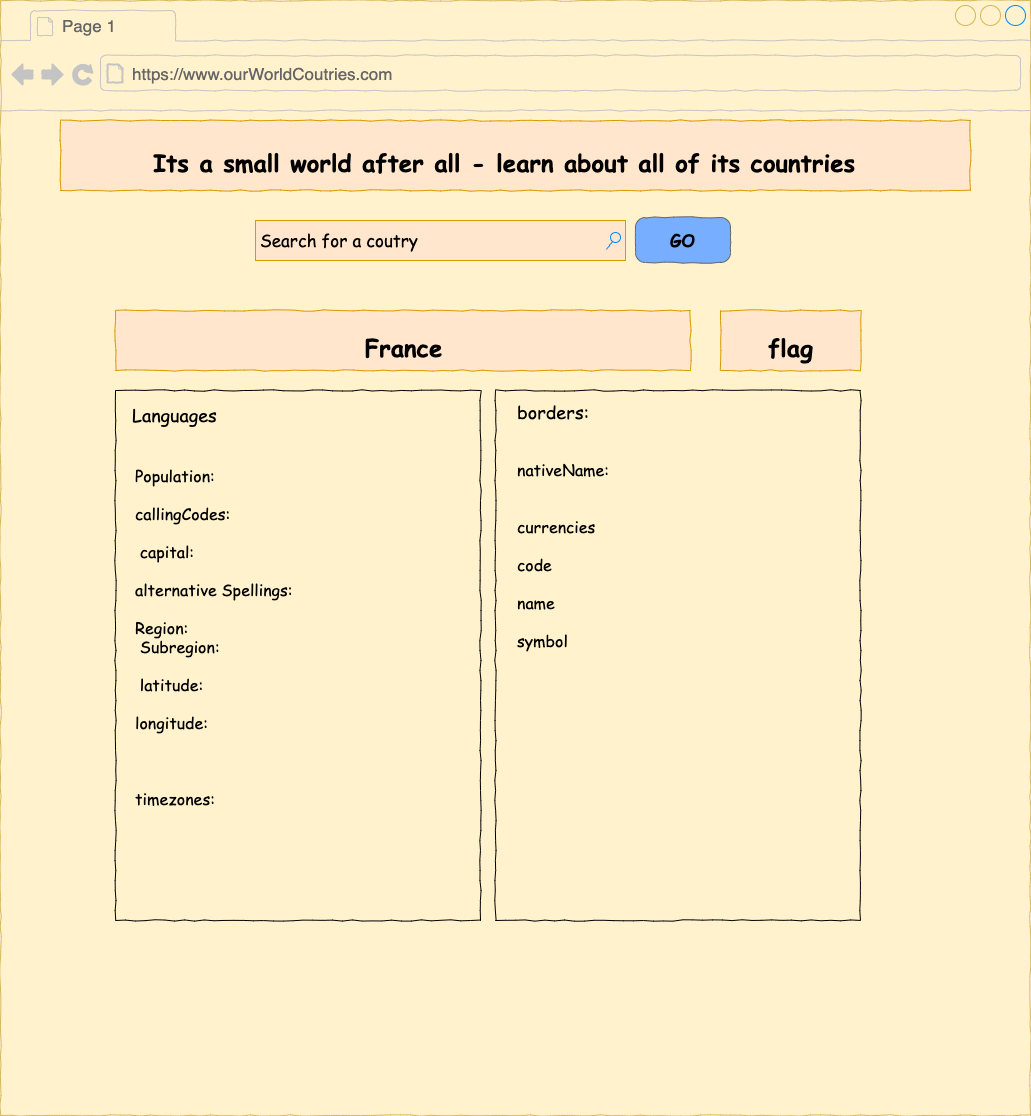 Page 1
https://www.ourWorldCoutries.com
Its a small world after all - learn about all of its countries
Search for a coutry
GO
France
flag
Languages
Population:
callingCodes:
capital:
alternative Spellings:
Region:
Subregion:
latitude:
longitude:
timezones:
borders:
nativeName:
currencies
code
name
symbol